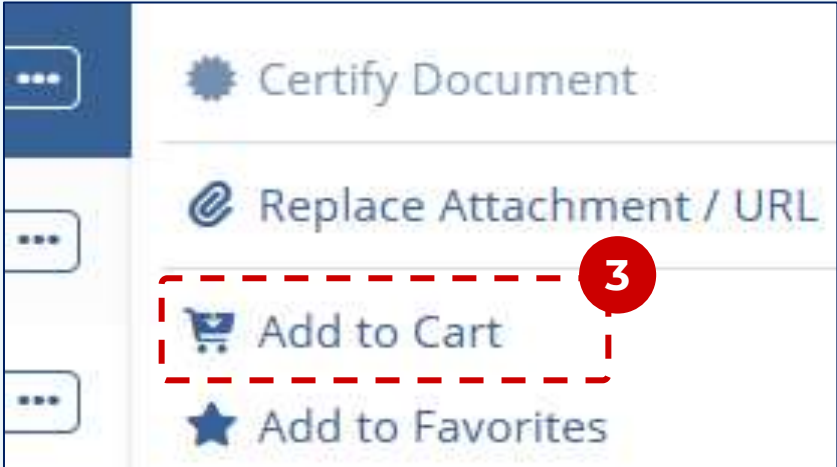 Certify Document
Replace Attachment / URL
3
Add to Cart
Add to Favorites